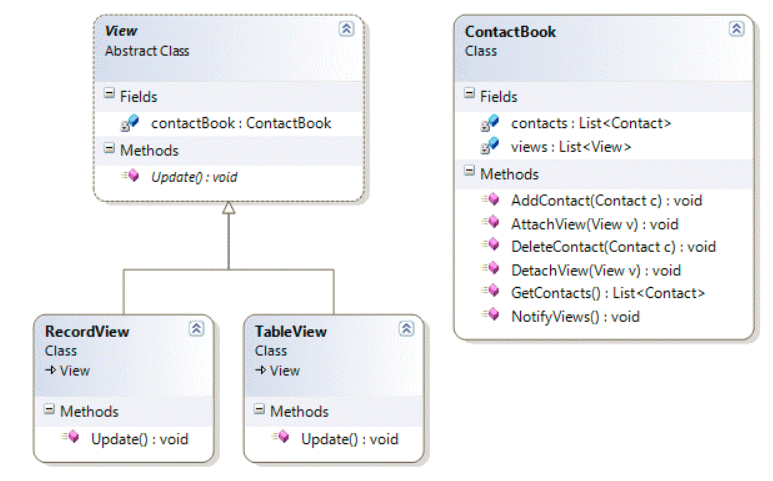 View
Abstract Class
Fields
contactBook : ContactBook
Methods
Update() : void
ContactBook
Class
Fields
contacts : List<Contact>
views : List<View>
Methods
AddContact(Contact c) : void
AttachView(View v) : void
DeleteContact(Contact c) : void
DetachView(View v) : void
GetContacts() : List<Contact>
NotifyViews() : void
RecordView
Class
View
Methods
Update() : void
TableView
Class
View
Methods
Update() : void